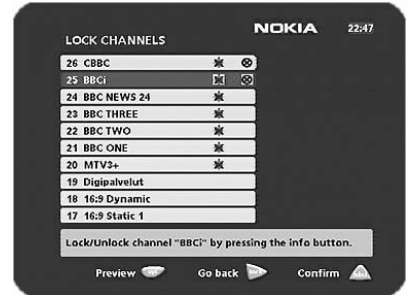 NOKIA 22:47
LOCK CHANNELS
26 CBBC
25 BBCi
24 BBC NEWS 24
23 BBC THREE
22 BBC TWO
21 BBC ONE
20 MTV3+
19 Digipalvelut
18 16:9 Dynamic
17 16:9 Static 1
Lock/Unlock channel "BBCi" by pressing the info button.
Preview Go back Confirm